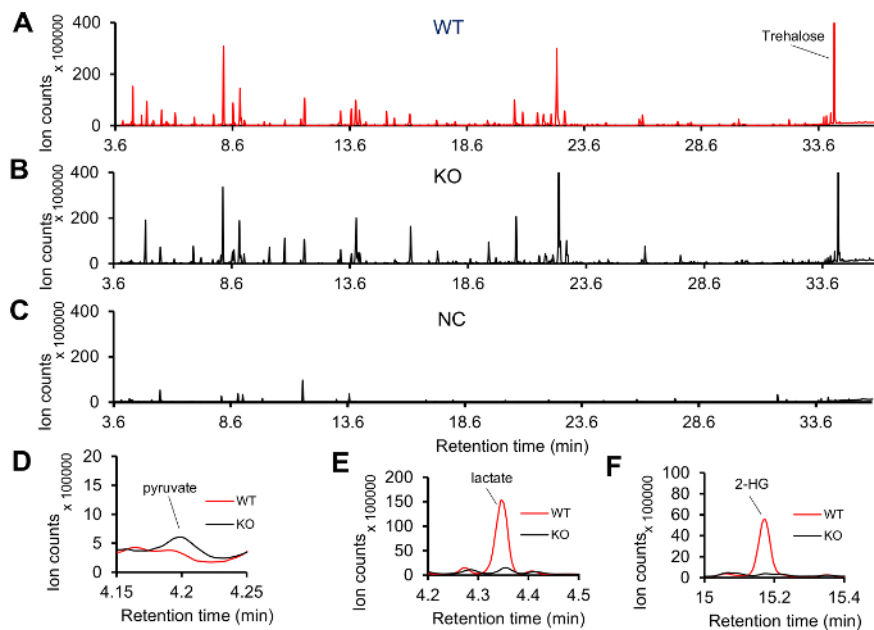 A
WT
Ion counts
x 100000
400
200
0
Trehalose
3.6 8.6 13.6 18.6 23.6 28.6 33.6
B
KO
Ion counts
x 100000
400
200
0
3.6 8.6 13.6 18.6 23.6 28.6 33.6
C
NC
Ion counts
x 100000
400
200
0
3.6 8.6 13.6 18.6 23.6 28.6 33.6
Retention time (min)
D
Ion counts
x 100000
20
15
10
5
0
pyruvate
WT
KO
4.15 4.2 4.25
Retention time (min)
E
Ion counts
x 100000
200
150
100
50
0
lactate
WT
KO
4.2 4.3 4.4 4.5
Retention time (min)
F
Ion counts
x 100000
100
80
60
40
20
0
2-HG
WT
KO
15 15.2 15.4
Retention time (min)